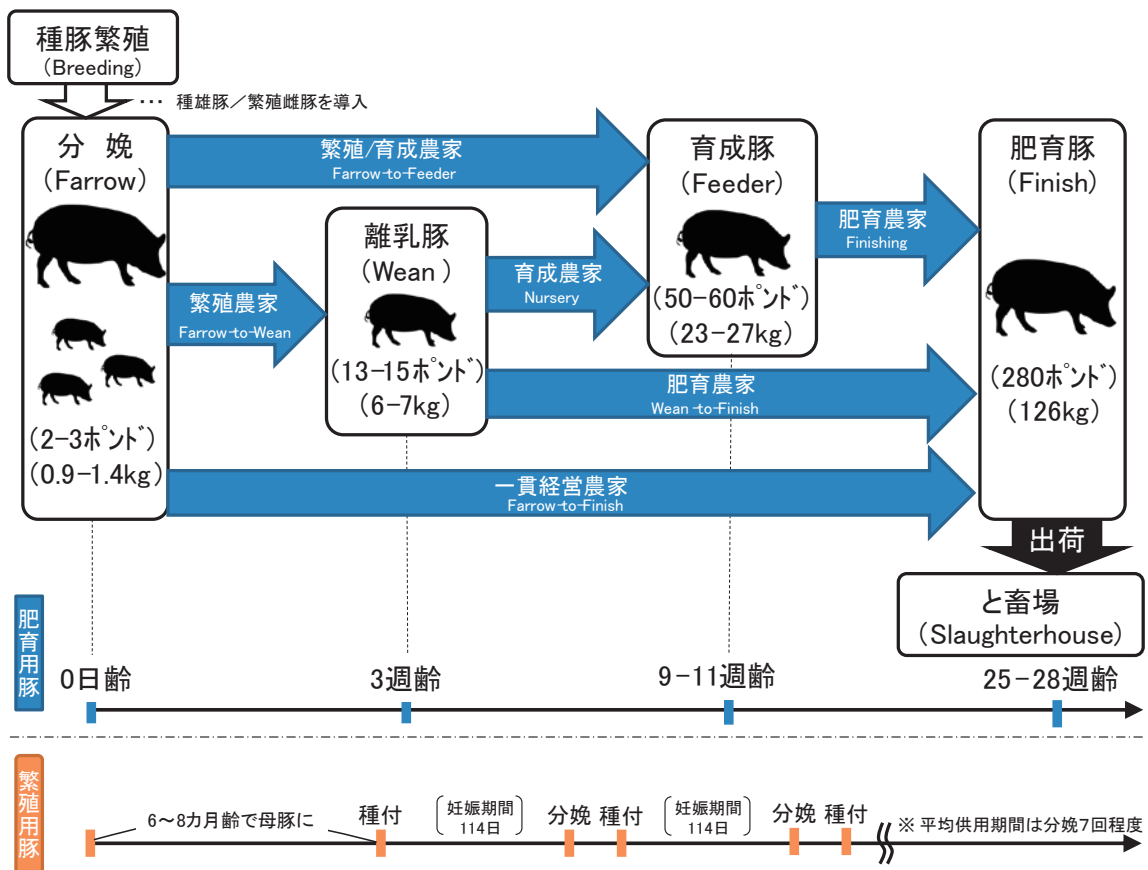 種豚繁殖
(Breeding)
… 種雄豚／繁殖雌豚を導入
分 娩
(Farrow)
(2-3ﾎﾟﾝﾄﾞ)
(0.9-1.4kg)
繁殖/育成農家
Farrow-to-Feeder
繁殖農家
Farrow-to-Wean
離乳豚
(Wean )
(13-15ﾎﾟﾝﾄﾞ)
(6-7kg)
育成農家
Nursery
育成豚
(Feeder)
(50-60ﾎﾟﾝﾄﾞ)
(23-27kg)
肥育農家
Finishing
肥育農家
Wean-to-Finish
一貫経営農家
Farrow-to-Finish
肥育豚
(Finish)
(280ﾎﾟﾝﾄﾞ)
(126kg)
出荷
と畜場
(Slaughterhouse)
肥育用豚
0日齢
3週齢
9-11週齢
25-28週齢
繁殖用豚
6～8カ月齢で母豚に
種付
妊娠期間
114日
分娩
種付
妊娠期間
114日
分娩
種付
※ 平均供用期間は分娩7回程度